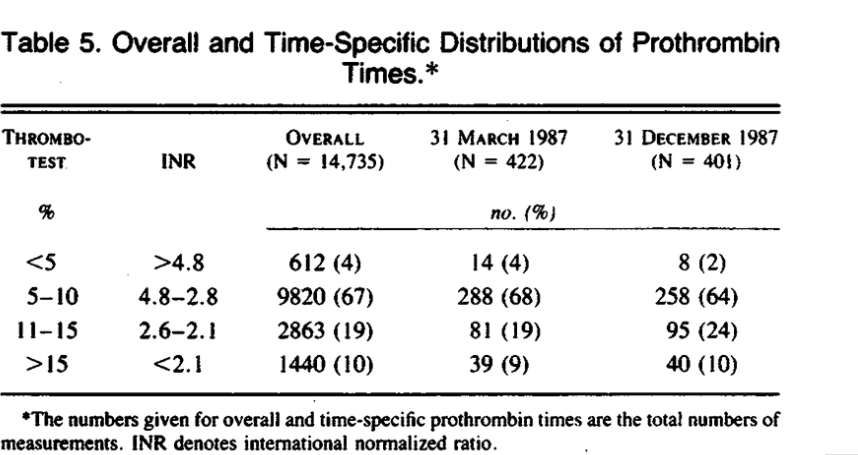 Table 5. Overall and Time-Specific Distributions of Prothrombin
Times.*
THROMBO- OVERALL 31 MARCH 1987 31 DECEMBER 1987
TEST INR (N = 14,735) (N = 422) (N = 401)
% no. (%)
<5 >4.8 612 (4) 14 (4) 8 (2)
5–10 4.8–2.8 9820 (67) 288 (68) 258 (64)
11–15 2.6–2.1 2863 (19) 81 (19) 95 (24)
>15 <2.1 1440 (10) 39 (9) 40 (10)
*The numbers given for overall and time-specific prothrombin times are the total numbers of
measurements. INR denotes international normalized ratio.